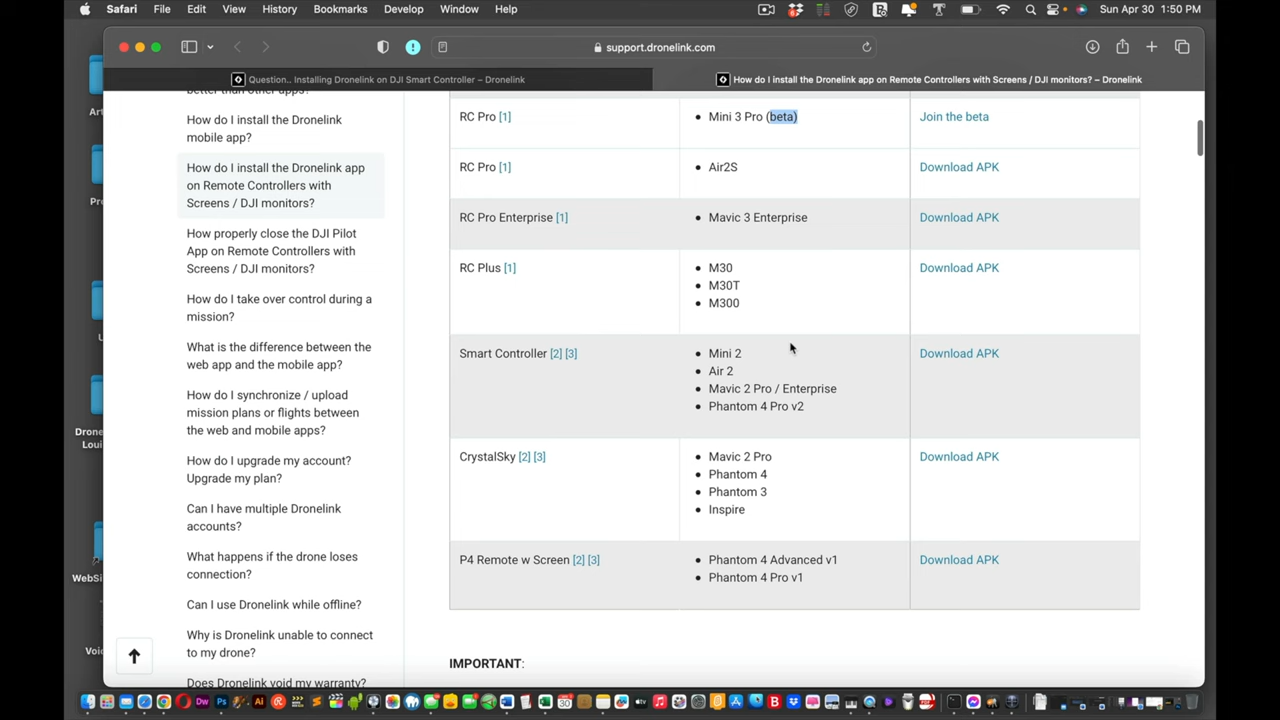 Safari File Edit View History Bookmarks Develop Window Help Sun Apr 30 1:50 PM
support.dronelink.com
Question.. Installing Dronelink on DJI Smart Controller – Dronelink
How do I install the Dronelink app on Remote Controllers with Screens / DJI monitors? – Dronelink
better than other apps?
How do I install the Dronelink
mobile app?
How do I install the Dronelink app
on Remote Controllers with
Screens / DJI monitors?
How properly close the DJI Pilot
App on Remote Controllers with
Screens / DJI monitors?
How do I take over control during a
mission?
What is the difference between the
web app and the mobile app?
How do I synchronize / upload
mission plans or flights between
the web and mobile apps?
How do I upgrade my account?
Upgrade my plan?
Can I have multiple Dronelink
accounts?
What happens if the drone loses
connection?
Can I use Dronelink while offline?
Why is Dronelink unable to connect
to my drone?
Does Dronelink void my warranty?
RC Pro [1] • Mini 3 Pro (beta) Join the beta
RC Pro [1] • Air2S Download APK
RC Pro Enterprise [1] • Mavic 3 Enterprise Download APK
RC Plus [1] • M30 Download APK
• M30T
• M300
Smart Controller [2] [3] • Mini 2 Download APK
• Air 2
• Mavic 2 Pro / Enterprise
• Phantom 4 Pro v2
CrystalSky [2] [3] • Mavic 2 Pro Download APK
• Phantom 4
• Phantom 3
• Inspire
P4 Remote w Screen [2] [3] • Phantom 4 Advanced v1 Download APK
• Phantom 4 Pro v1
IMPORTANT:
Art
Pre
U
Drone
Loui
WebSi
Voic